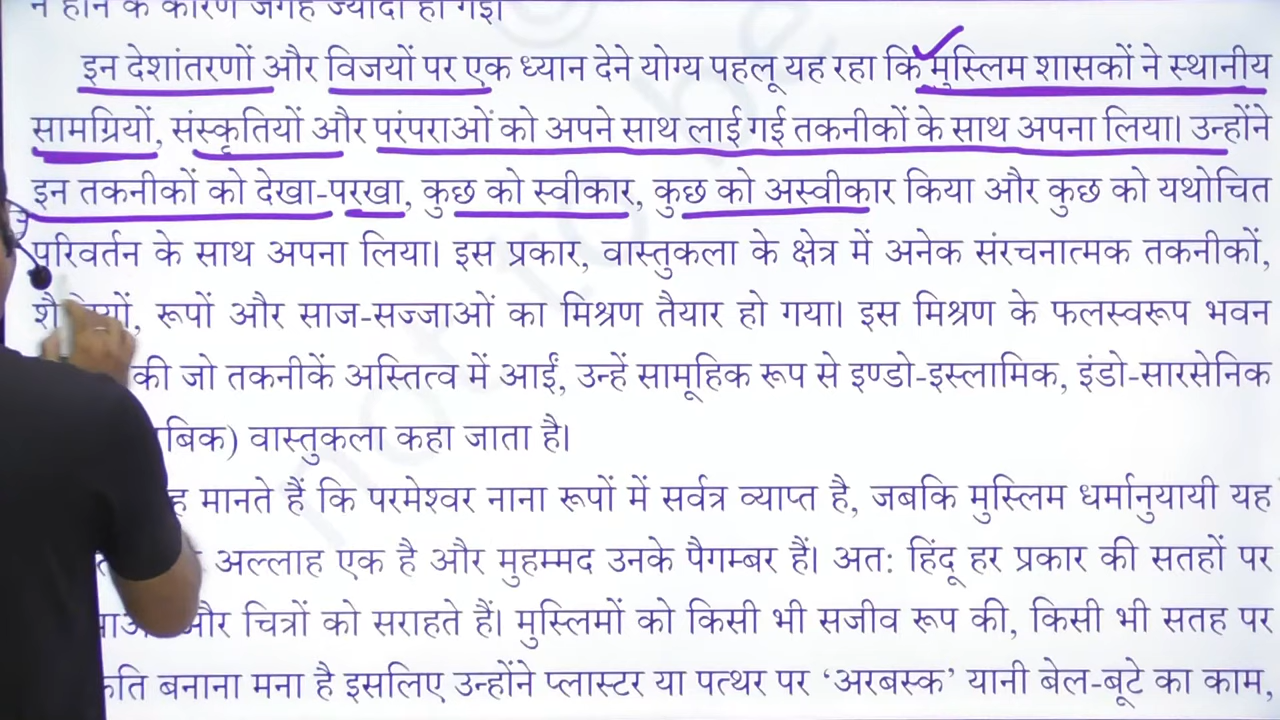 न होने के कारण जगह ज्यादा हो गई।
इन देशांतरणों और विजयों पर एक ध्यान देने योग्य पहलू यह रहा कि मुस्लिम शासकों ने स्थानीय
सामग्रियों, संस्कृतियों और परंपराओं को अपने साथ लाई गई तकनीकों के साथ अपना लिया। उन्होंने
इन तकनीकों को देखा-परखा, कुछ को स्वीकार, कुछ को अस्वीकार किया और कुछ को यथोचित
परिवर्तन के साथ अपना लिया। इस प्रकार, वास्तुकला के क्षेत्र में अनेक संरचनात्मक तकनीकों,
रूपों और साज-सज्जाओं का मिश्रण तैयार हो गया। इस मिश्रण के फलस्वरूप भवन
की जो तकनीकें अस्तित्व में आईं, उन्हें सामूहिक रूप से इण्डो-इस्लामिक, इंडो-सारसेनिक
बिक) वास्तुकला कहा जाता है।
मानते हैं कि परमेश्वर नाना रूपों में सर्वत्र व्याप्त है, जबकि मुस्लिम धर्मानुयायी यह
अल्लाह एक है और मुहम्मद उनके पैगम्बर हैं। अतः हिंदू हर प्रकार की सतहों पर
और चित्रों को सराहते हैं। मुस्लिमों को किसी भी सजीव रूप की, किसी भी सतह पर
बनाना मना है इसलिए उन्होंने प्लास्टर या पत्थर पर ‘अरबस्क’ यानी बेल-बूटे का काम,